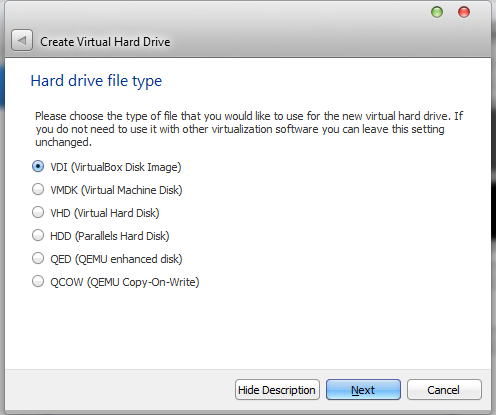 Create Virtual Hard Drive
Hard drive file type
Please choose the type of file that you would like to use for the new virtual hard drive. If
you do not need to use it with other virtualization software you can leave this setting
unchanged.
VDI (VirtualBox Disk Image)
VMDK (Virtual Machine Disk)
VHD (Virtual Hard Disk)
HDD (Parallels Hard Disk)
QED (QEMU enhanced disk)
QCOW (QEMU Copy-On-Write)
Hide Description
Next
Cancel